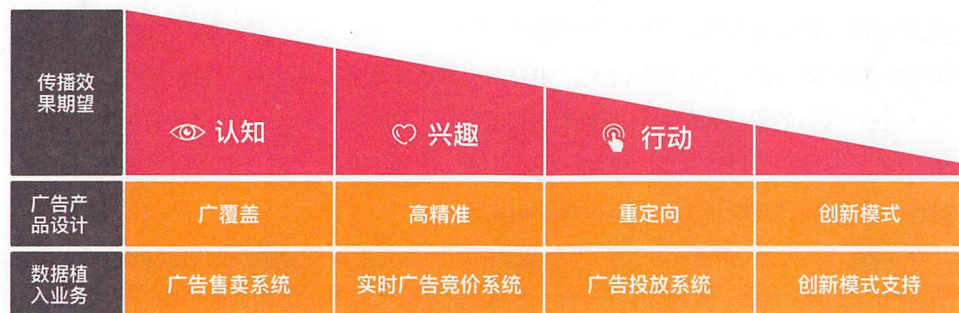 传播效
果期望
认知
兴趣
行动
广告产
品设计
广覆盖
高精准
重定向
创新模式
数据植
入业务
广告售卖系统
实时广告竞价系统
广告投放系统
创新模式支持